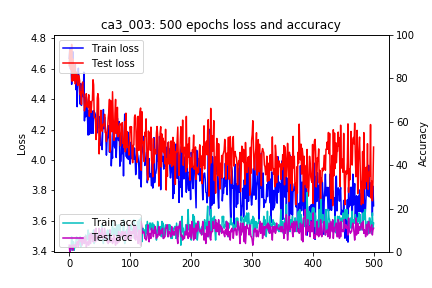 ca3_003: 500 epochs loss and accuracy
4.8
4.6
4.4
4.2
4.0
3.8
3.6
3.4
Loss
Train loss
Test loss
Train acc
Test acc
100
80
60
40
20
0
Accuracy
0
100
200
300
400
500